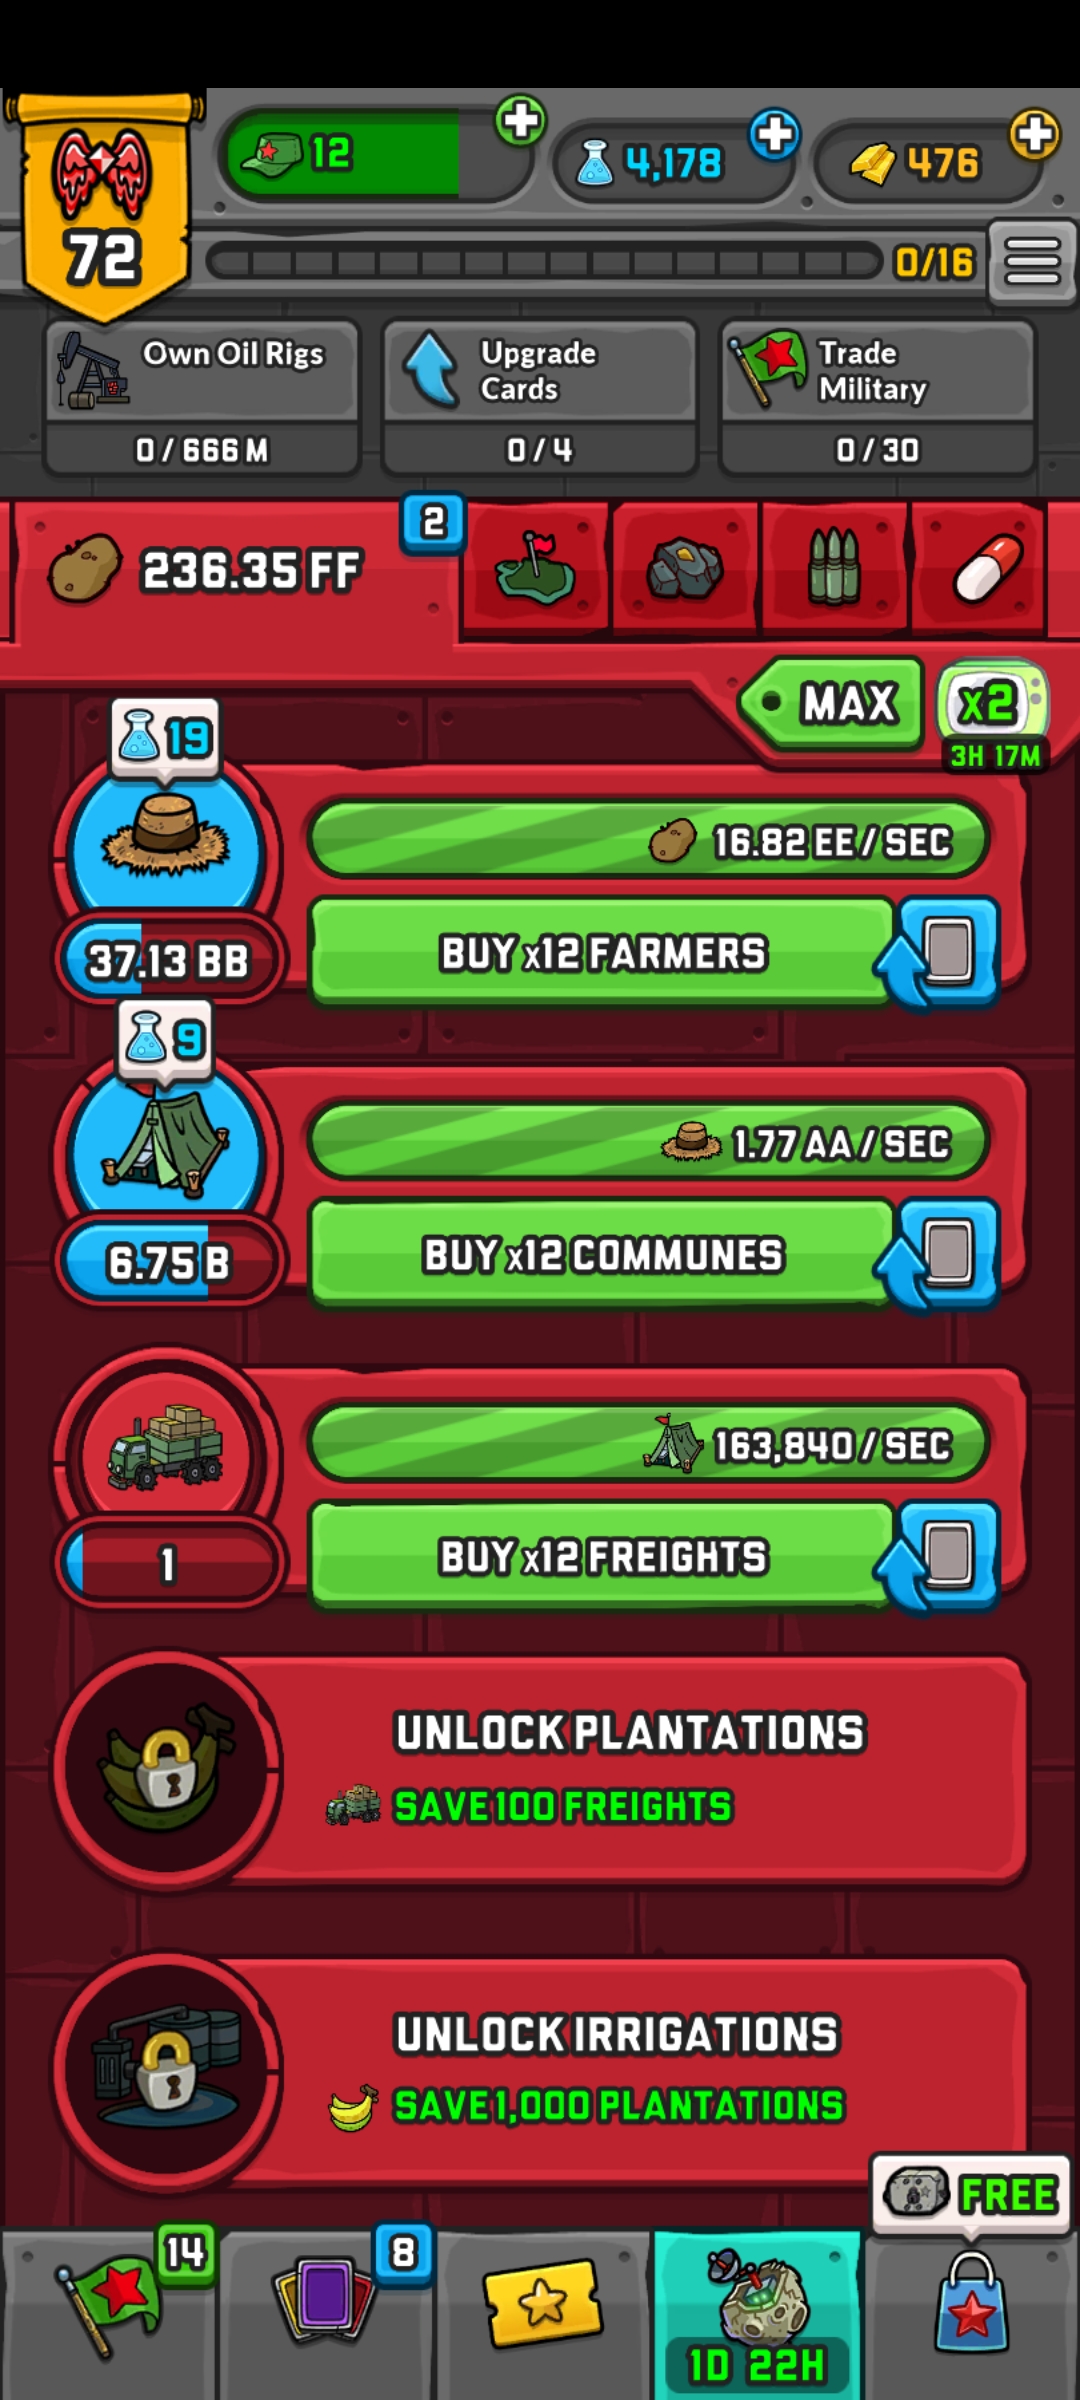 12
4,178
476
72
0/16
Own Oil Rigs
0/666 M
Upgrade
Cards
0/4
Trade
Military
0/30
236.35 FF
2
MAX
x2
3H 17M
19
16.82 EE/SEC
37.13 BB
BUY x12 FARMERS
9
1.77 AA/SEC
6.75 B
BUY x12 COMMUNES
163,840/SEC
1
BUY x12 FREIGHTS
UNLOCK PLANTATIONS
SAVE 100 FREIGHTS
UNLOCK IRRIGATIONS
SAVE 1,000 PLANTATIONS
FREE
14
8
1D 22H